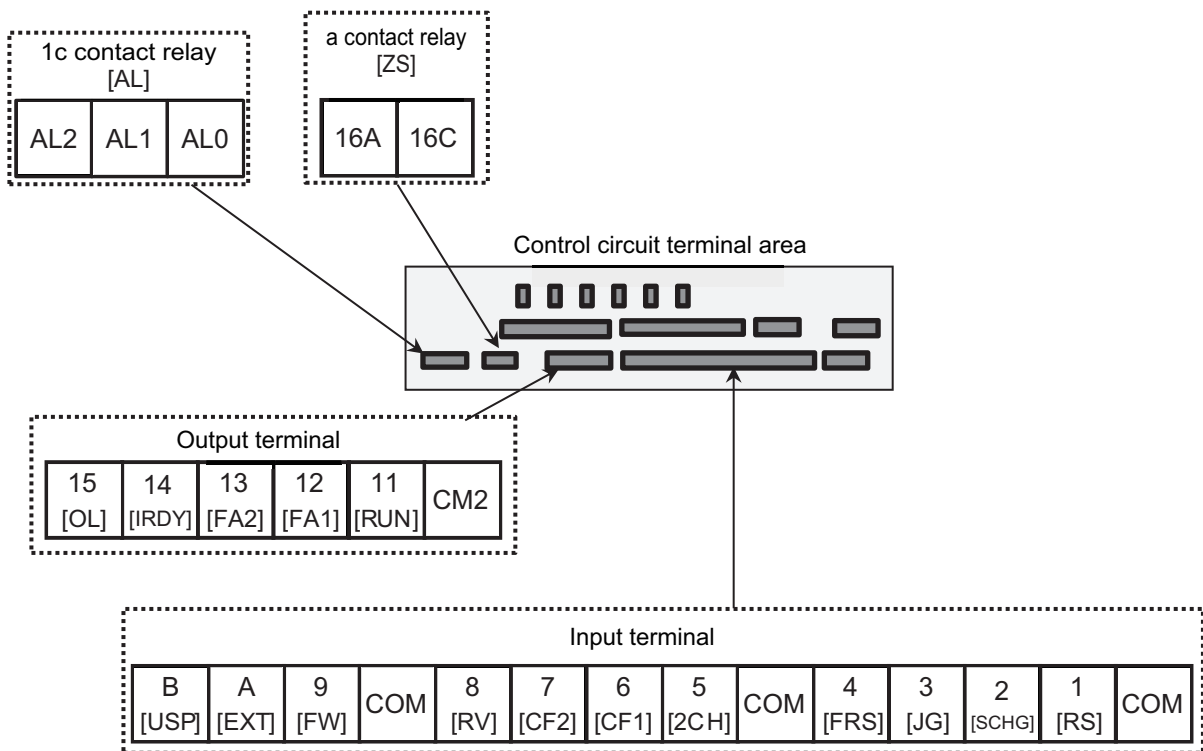 1c contact relay
[AL]
AL2 AL1 AL0
a contact relay
[ZS]
16A 16C
Control circuit terminal area
Output terminal
15 14 13 12 11 CM2
[OL] [IRDY] [FA2] [FA1] [RUN]
Input terminal
B A 9 COM 8 7 6 5 COM 4 3 2 1 COM
[USP] [EXT] [FW] [RV] [CF2] [CF1] [2CH] [FRS] [JG] [SCHG] [RS]